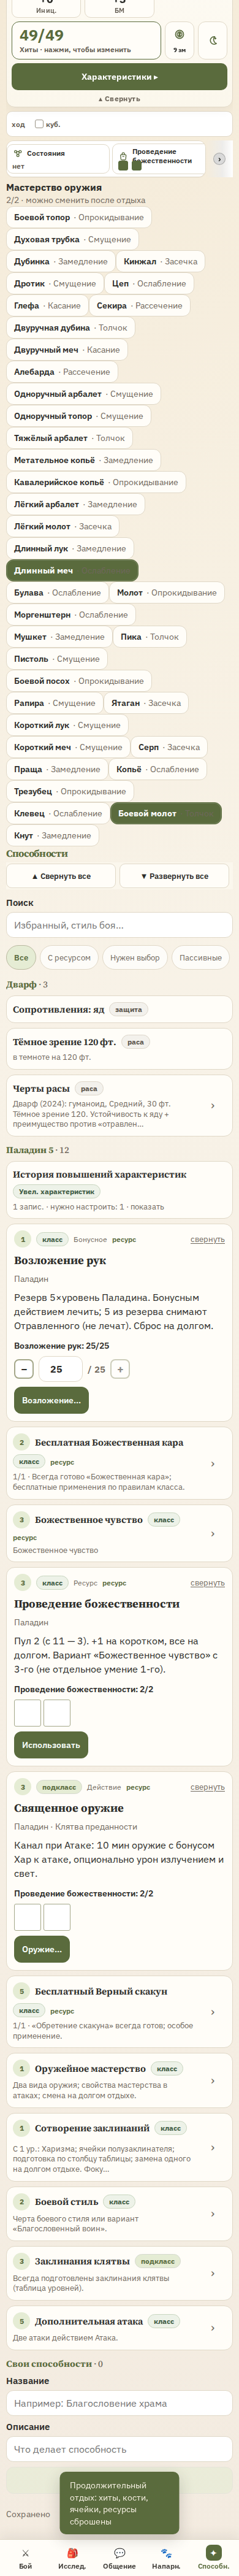 Иниц.
БМ
49/49
Хиты · нажми, чтобы изменить
Характеристики ▸
▴ Свернуть
ход куб.
Состояния
нет
Проведение божественности
Мастерство оружия
2/2 · можно сменить после отдыха
Боевой топор · Опрокидывание
Духовая трубка · Смущение
Дубинка · Замедление Кинжал · Засечка
Дротик · Смущение Цеп · Ослабление
Глефа · Касание Секира · Рассечение
Двуручная дубина · Толчок
Двуручный меч · Касание
Алебарда · Рассечение
Одноручный арбалет · Смущение
Одноручный топор · Смущение
Тяжёлый арбалет · Толчок
Метательное копьё · Замедление
Кавалерийское копьё · Опрокидывание
Лёгкий арбалет · Замедление
Лёгкий молот · Засечка
Длинный лук · Замедление
Длинный меч
Булава · Ослабление Молот · Опрокидывание
Моргенштерн · Ослабление
Мушкет · Замедление Пика · Толчок
Пистоль · Смущение
Боевой посох · Опрокидывание
Рапира · Смущение Ятаган · Засечка
Короткий лук · Смущение
Короткий меч · Смущение Серп · Засечка
Праща · Замедление Копьё · Ослабление
Трезубец · Опрокидывание
Клевец · Ослабление Боевой молот
Кнут · Замедление
Способности
▲ Свернуть все ▼ Развернуть все
Поиск
Избранный, стиль боя…
Все С ресурсом Нужен выбор Пассивные
Дварф · 3
Сопротивления: яд защита
Тёмное зрение 120 фт. раса
в темноте на 120 фт.
Черты расы раса
Дварф (2024): гуманоид, Средний, 30 фт.
Тёмное зрение 120. Устойчивость к яду +
преимущество против «отравлен…
Паладин 5 · 12
История повышений характеристик
Увел. характеристик
1 запис. · нужно настроить: 1 · показать
1 класс Бонусное ресурс свернуть
Возложение рук
Паладин
Резерв 5×уровень Паладина. Бонусным
действием лечить; 5 из резерва снимают
Отравленного (не лечат). Сброс на долгом.
Возложение рук: 25/25
− 25 / 25 +
Возложение…
2 Бесплатная Божественная кара
класс ресурс
1/1 · Всегда готово «Божественная кара»;
бесплатные применения по правилам класса.
3 Божественное чувство класс
ресурс
Божественное чувство
3 класс Ресурс ресурс свернуть
Проведение божественности
Паладин
Пул 2 (с 11 — 3). +1 на коротком, все на
долгом. Вариант «Божественное чувство» с
3-го (не отдельное умение 1-го).
Проведение божественности: 2/2
Использовать
3 подкласс Действие ресурс свернуть
Священное оружие
Паладин · Клятва преданности
Канал при Атаке: 10 мин оружие с бонусом
Хар к атаке, опционально урон излучением и
свет.
Проведение божественности: 2/2
Оружие…
5 Бесплатный Верный скакун
класс ресурс
1/1 · «Обретение скакуна» всегда готов; особое
применение.
1 Оружейное мастерство класс
Два вида оружия; свойства мастерства в
атаках; смена на долгом отдыхе.
1 Сотворение заклинаний класс
С 1 ур.: Харизма; ячейки полузаклинателя;
подготовка по столбцу таблицы; замена одного
на долгом отдыхе. Фоку…
2 Боевой стиль класс
Черта боевого стиля или вариант
«Благословенный воин».
3 Заклинания клятвы подкласс
Всегда подготовлены заклинания клятвы
(таблица уровней).
5 Дополнительная атака класс
Две атаки действием Атака.
Свои способности · 0
Название
Например: Благословение храма
Описание
Что делает способность
Продолжительный
отдых: хиты, кости,
ячейки, ресурсы
сброшены
Сохранено
Бой Исслед. Общение Напарн. Способн.